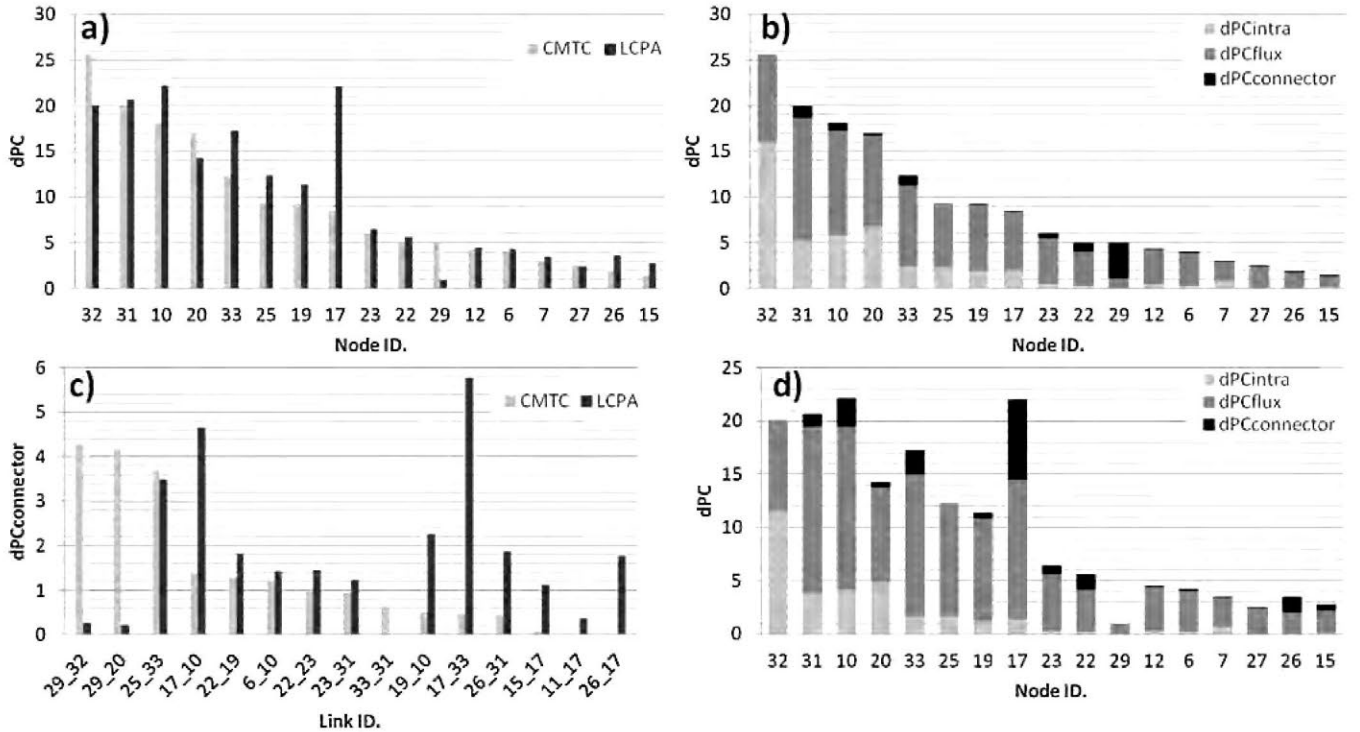 a)
CMTC LCPA
dPC
30
25
20
15
10
5
0
32 31 10 20 33 25 19 17 23 22 29 12 6 7 27 26 15
Node ID.
b)
dPCintra
dPCflux
dPCconnector
dPC
30
25
20
15
10
5
0
32 31 10 20 33 25 19 17 23 22 29 12 6 7 27 26 15
Node ID.
c)
CMTC LCPA
dPCconnector
6
5
4
3
2
1
0
29_32 29_20 25_33 17_10 22_19 6_10 22_23 23_31 33_31 19_10 17_33 26_31 15_17 11_17 26_17
Link ID.
d)
dPCintra
dPCflux
dPCconnector
dPC
25
20
15
10
5
0
32 31 10 20 33 25 19 17 23 22 29 12 6 7 27 26 15
Node ID.